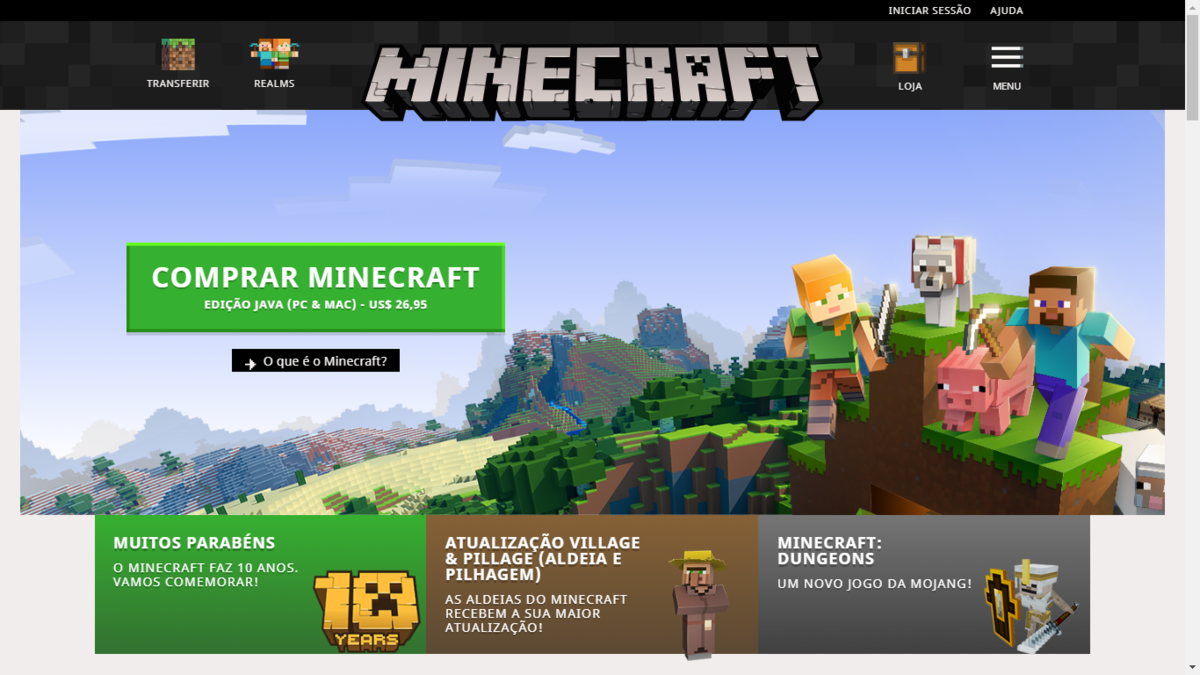 INICIAR SESSÃO AJUDA
TRANSFERIR REALMS MINECRAFT LOJA MENU
COMPRAR MINECRAFT
EDIÇÃO JAVA (PC & MAC) - US$ 26,95
O que é o Minecraft?
MUITOS PARABÉNS
O MINECRAFT FAZ 10 ANOS.
VAMOS COMEMORAR!
10
YEARS
ATUALIZAÇÃO VILLAGE
& PILLAGE (ALDEIA E
PILHAGEM)
AS ALDEIAS DO MINECRAFT
RECEBEM A SUA MAIOR
ATUALIZAÇÃO!
MINECRAFT:
DUNGEONS
UM NOVO JOGO DA MOJANG!